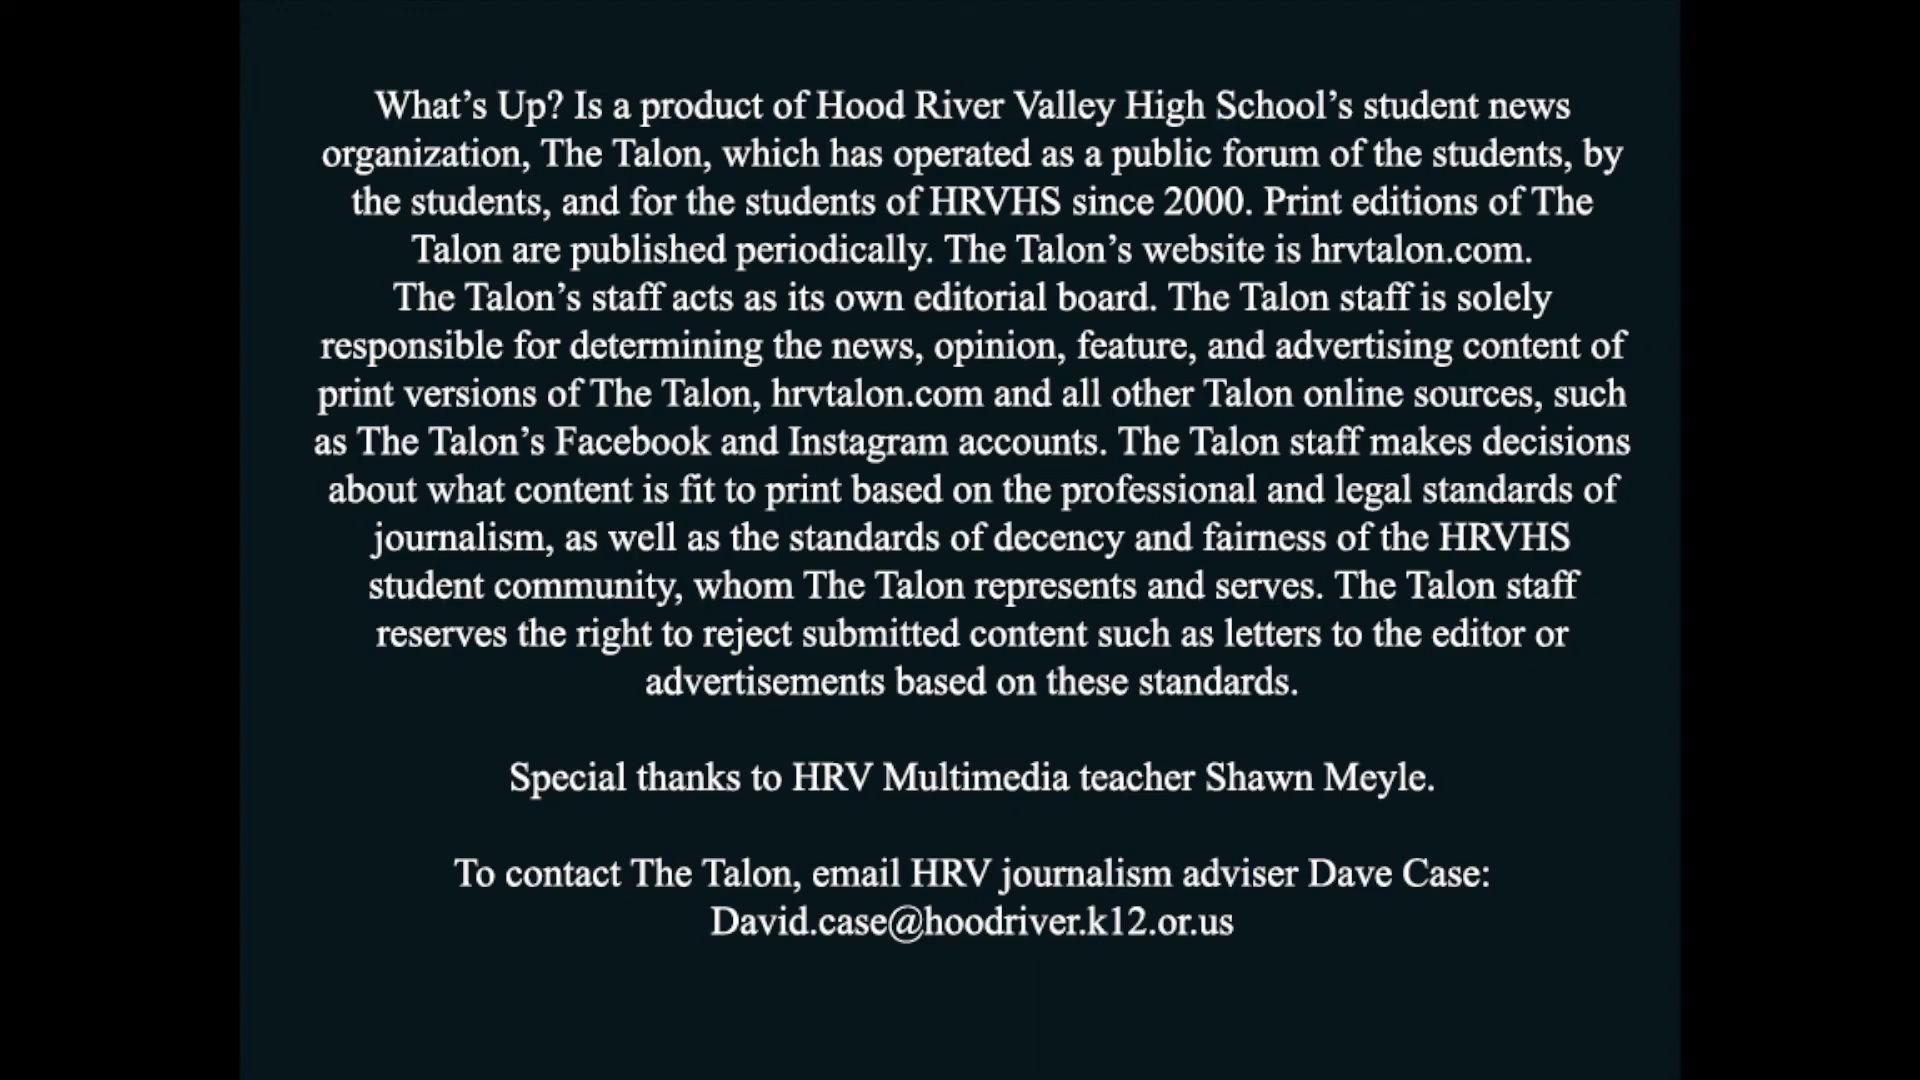 What’s Up? Is a product of Hood River Valley High School’s student news
organization, The Talon, which has operated as a public forum of the students, by
the students, and for the students of HRVHS since 2000. Print editions of The
Talon are published periodically. The Talon’s website is hrvtalon.com.
The Talon’s staff acts as its own editorial board. The Talon staff is solely
responsible for determining the news, opinion, feature, and advertising content of
print versions of The Talon, hrvtalon.com and all other Talon online sources, such
as The Talon’s Facebook and Instagram accounts. The Talon staff makes decisions
about what content is fit to print based on the professional and legal standards of
journalism, as well as the standards of decency and fairness of the HRVHS
student community, whom The Talon represents and serves. The Talon staff
reserves the right to reject submitted content such as letters to the editor or
advertisements based on these standards.
Special thanks to HRV Multimedia teacher Shawn Meyle.
To contact The Talon, email HRV journalism adviser Dave Case:
David.case@hoodriver.k12.or.us